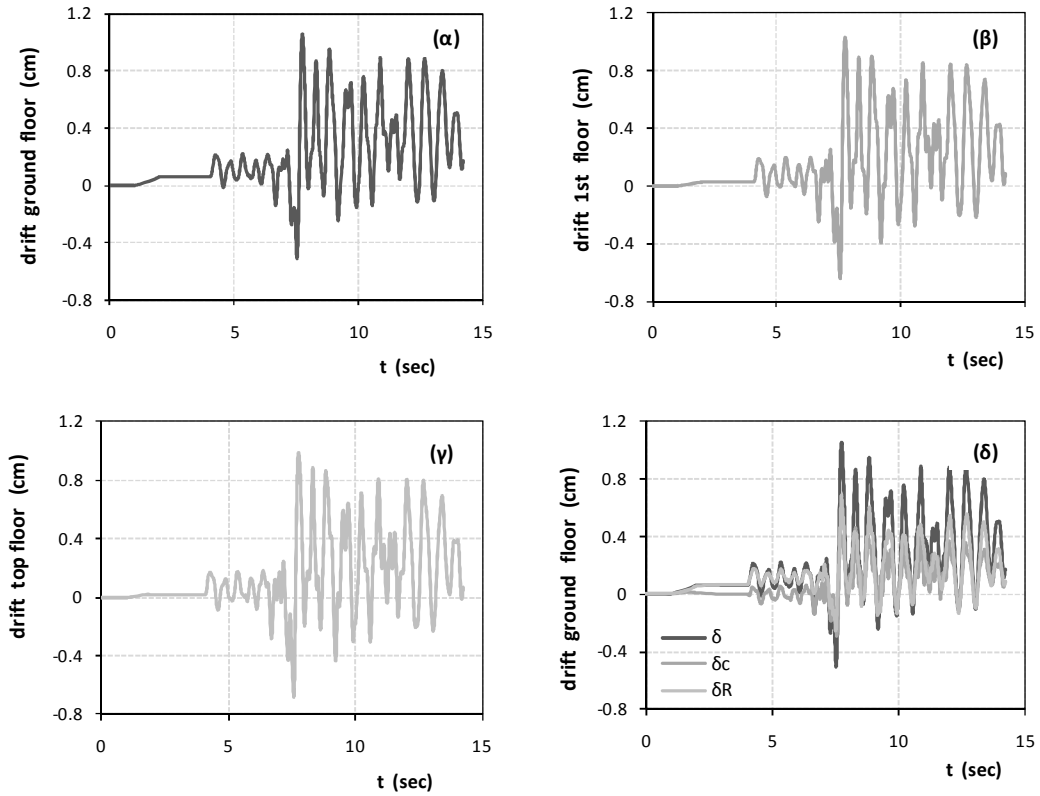 1.2
0.8
0.4
0
-0.4
-0.8
drift ground floor (cm)
(α)
0 5 10 15
t (sec)
1.2
0.8
0.4
0
-0.4
-0.8
drift 1st floor (cm)
(β)
0 5 10 15
t (sec)
1.2
0.8
0.4
0
-0.4
-0.8
drift top floor (cm)
(γ)
0 5 10 15
t (sec)
1.2
0.8
0.4
0
-0.4
-0.8
drift ground floor (cm)
(δ)
δ
δc
δR
0 5 10 15
t (sec)